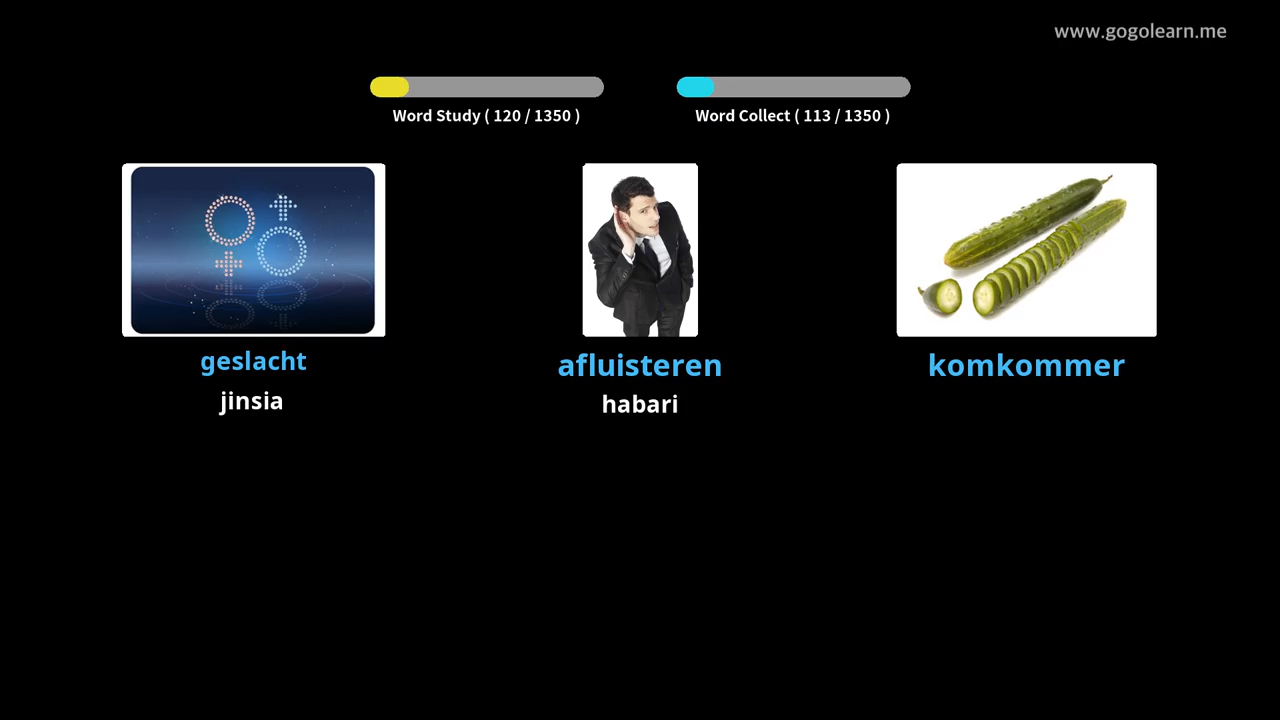 www.gogolearn.me
Word Study ( 120 / 1350 )
Word Collect ( 113 / 1350 )
geslacht
jinsia
afluisteren
habari
komkommer